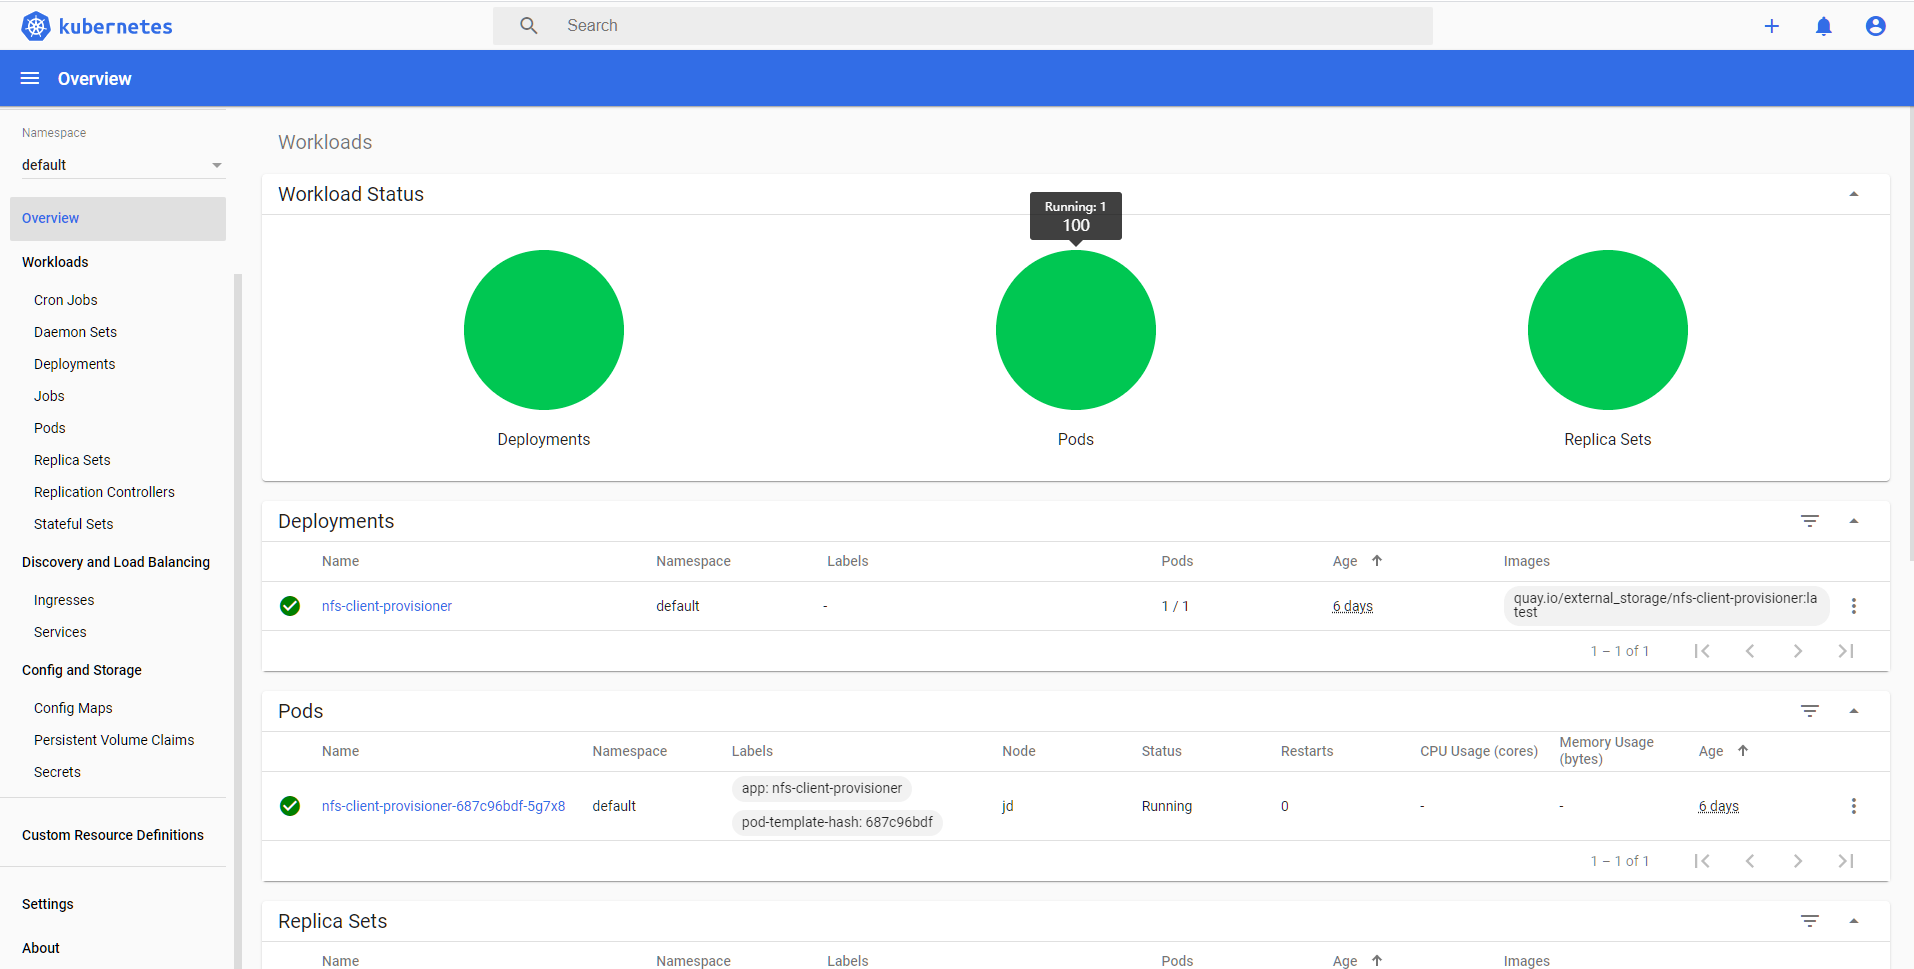 kubernetes
Search
Overview
Namespace
default
Overview
Workloads
Cron Jobs
Daemon Sets
Deployments
Jobs
Pods
Replica Sets
Replication Controllers
Stateful Sets
Discovery and Load Balancing
Ingresses
Services
Config and Storage
Config Maps
Persistent Volume Claims
Secrets
Custom Resource Definitions
Settings
About
Workloads
Workload Status
Running: 1
100
Deployments Pods Replica Sets
Deployments
Name Namespace Labels Pods Age Images
nfs-client-provisioner default - 1 / 1 6 days quay.io/external_storage/nfs-client-provisioner:la
test
1 – 1 of 1
Pods
Name Namespace Labels Node Status Restarts CPU Usage (cores) Memory Usage
(bytes) Age
app: nfs-client-provisioner
nfs-client-provisioner-687c96bdf-5g7x8 default jd Running 0 - - 6 days
pod-template-hash: 687c96bdf
1 – 1 of 1
Replica Sets
Name Namespace Labels Pods Age Images